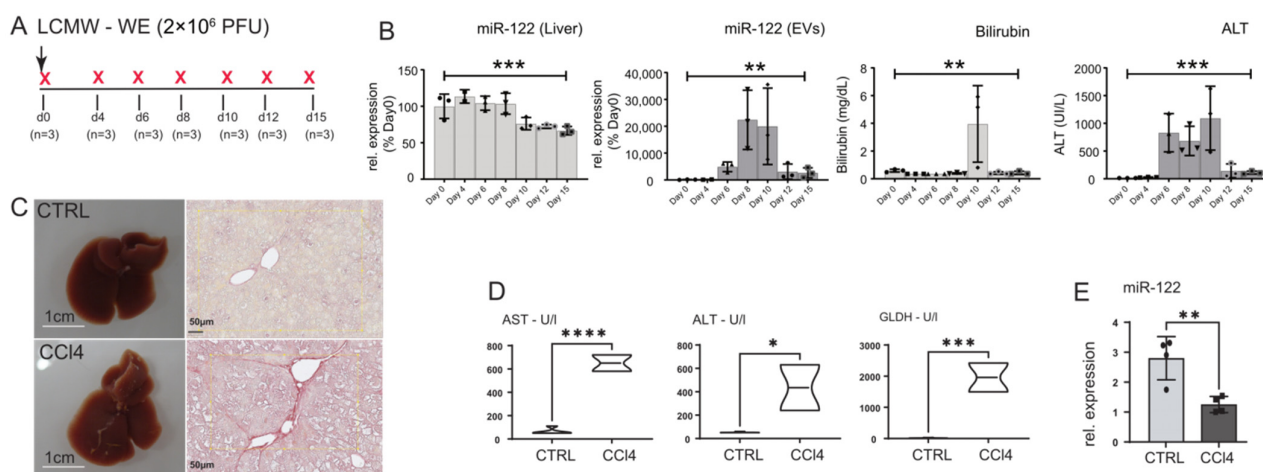 A
LCMW - WE (2×10⁶ PFU)
X X X X X X X
d0 d4 d6 d8 d10 d12 d15
(n=3) (n=3) (n=3) (n=3) (n=3) (n=3) (n=3)
B
miR-122 (Liver)
***
rel. expression
(% Day0)
150
100
50
0
Day 0 Day 4 Day 6 Day 8 Day 10 Day 12 Day 15
miR-122 (EVs)
**
rel. expression
(% Day0)
40,000
30,000
20,000
10,000
0
Day 0 Day 4 Day 6 Day 8 Day 10 Day 12 Day 15
Bilirubin
**
Bilirubin (mg/dL)
8
6
4
2
0
Day 0 Day 4 Day 6 Day 8 Day 10 Day 12 Day 15
ALT
***
ALT (UI/L)
2000
1500
1000
500
0
Day 0 Day 4 Day 6 Day 8 Day 10 Day 12 Day 15
C
CTRL
1cm
50µm
CCl4
1cm
50µm
D
AST - U/l
****
800
600
400
200
0
CTRL CCl4
ALT - U/l
*
800
600
400
200
0
CTRL CCl4
GLDH - U/l
***
3000
2000
1000
0
CTRL CCl4
E
miR-122
**
rel. expression
4
3
2
1
0
CTRL CCl4